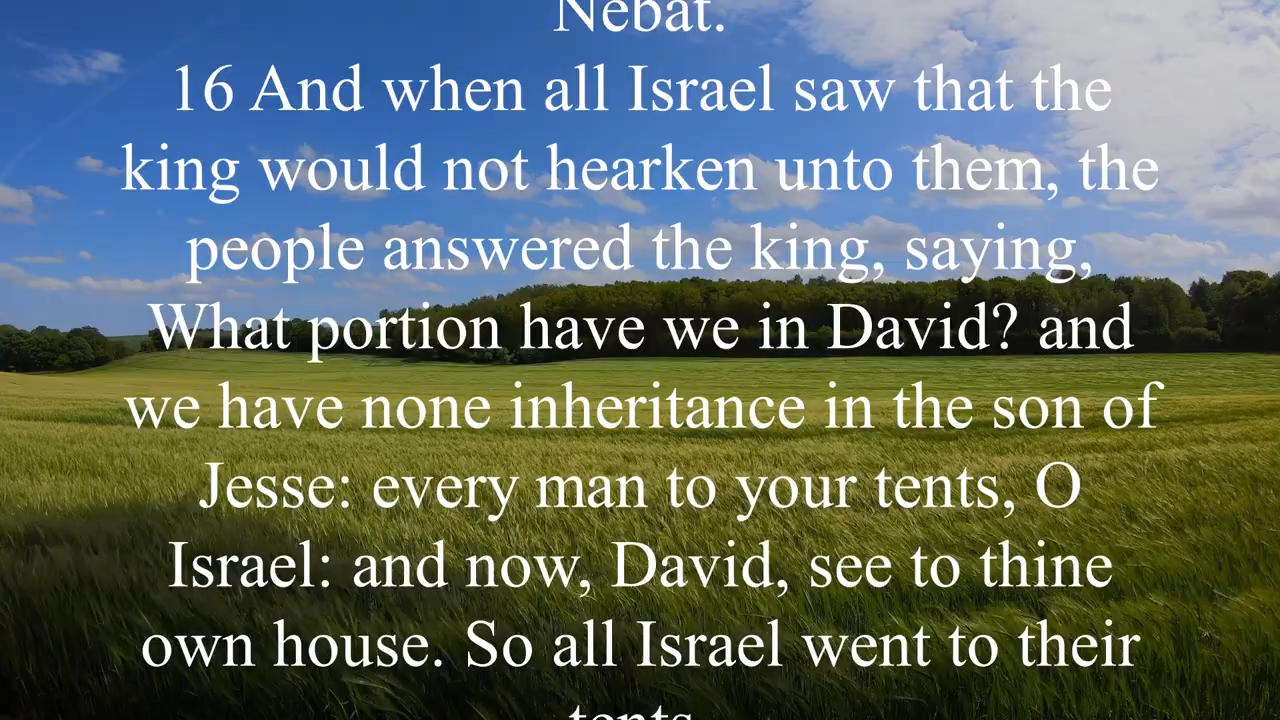 Nebat.
16 And when all Israel saw that the
king would not hearken unto them, the
people answered the king, saying,
What portion have we in David? and
we have none inheritance in the son of
Jesse: every man to your tents, O
Israel: and now, David, see to thine
own house. So all Israel went to their
tents.